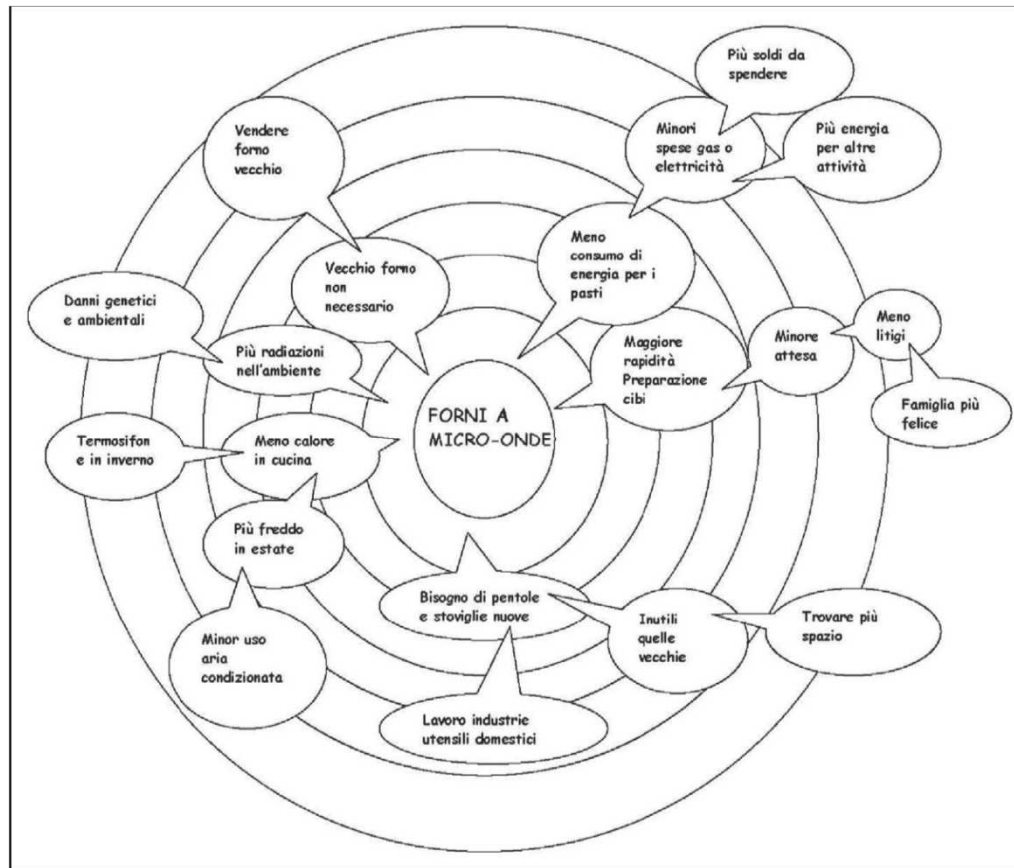 Più soldi da
spendere
Vendere
forno
vecchio
Minori
spese gas o
elettricità
Più energia
per altre
attività
Meno
consumo di
energia per i
pasti
Vecchio forno
non
necessario
Danni genetici
e ambientali
Più radiazioni
nell'ambiente
Maggiore
rapidità
Preparazione
cibi
Minore
attesa
Meno
litigi
Famiglia più
felice
FORNI A
MICRO-ONDE
Termosifon
e in inverno
Meno calore
in cucina
Più freddo
in estate
Bisogno di pentole
e stoviglie nuove
Inutili
quelle
vecchie
Trovare più
spazio
Minor uso
aria
condizionata
Lavoro industrie
utensili domestici